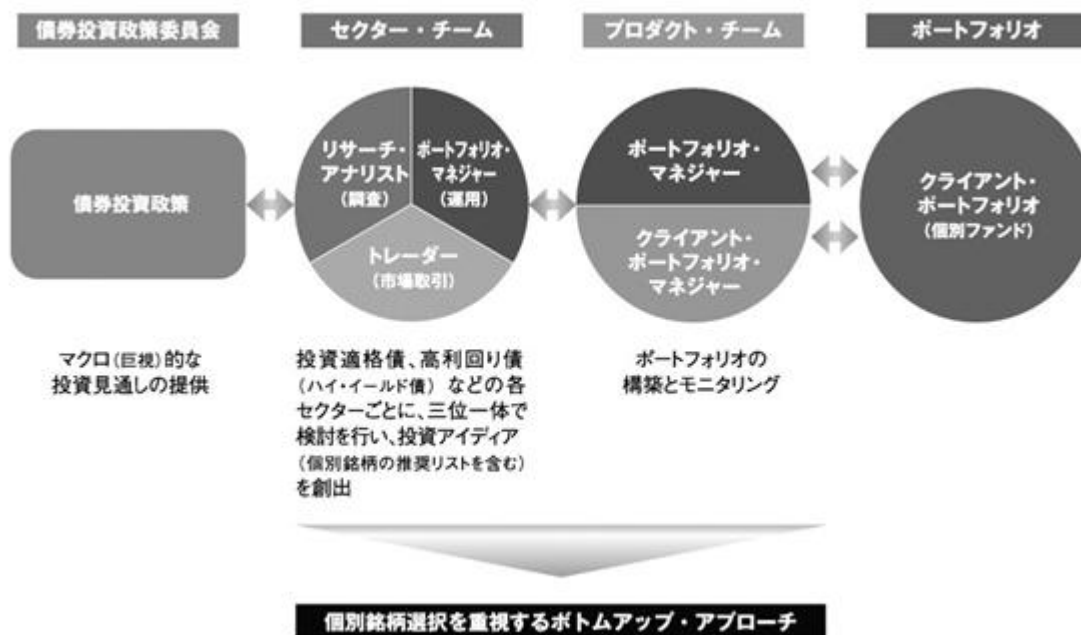 債券投資政策委員会
セクター・チーム
プロダクト・チーム
ポートフォリオ
債券投資政策
リサーチ・
アナリスト
(調査)
ポートフォリオ・
マネジャー
(運用)
トレーダー
(市場取引)
ポートフォリオ・
マネジャー
クライアント・
ポートフォリオ・
マネジャー
クライアント・
ポートフォリオ
(個別ファンド)
マクロ(巨視)的な
投資見通しの提供
投資適格債、高利回り債
(ハイ・イールド債)などの各
セクターごとに、三位一体で
検討を行い、投資アイディア
(個別銘柄の推奨リストを含む)
を創出
ポートフォリオの
構築とモニタリング
個別銘柄選択を重視するボトムアップ・アプローチ